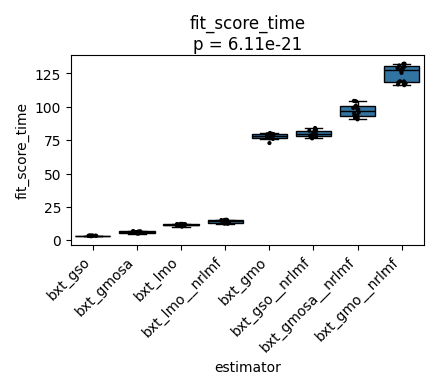 fit_score_time
p = 6.11e-21
fit_score_time
125
100
75
50
25
0
bxt_gso
bxt_gmosa
bxt_lmo
bxt_lmo__nrlmf
bxt_gmo
bxt_gso__nrlmf
bxt_gmosa__nrlmf
bxt_gmo__nrlmf
estimator